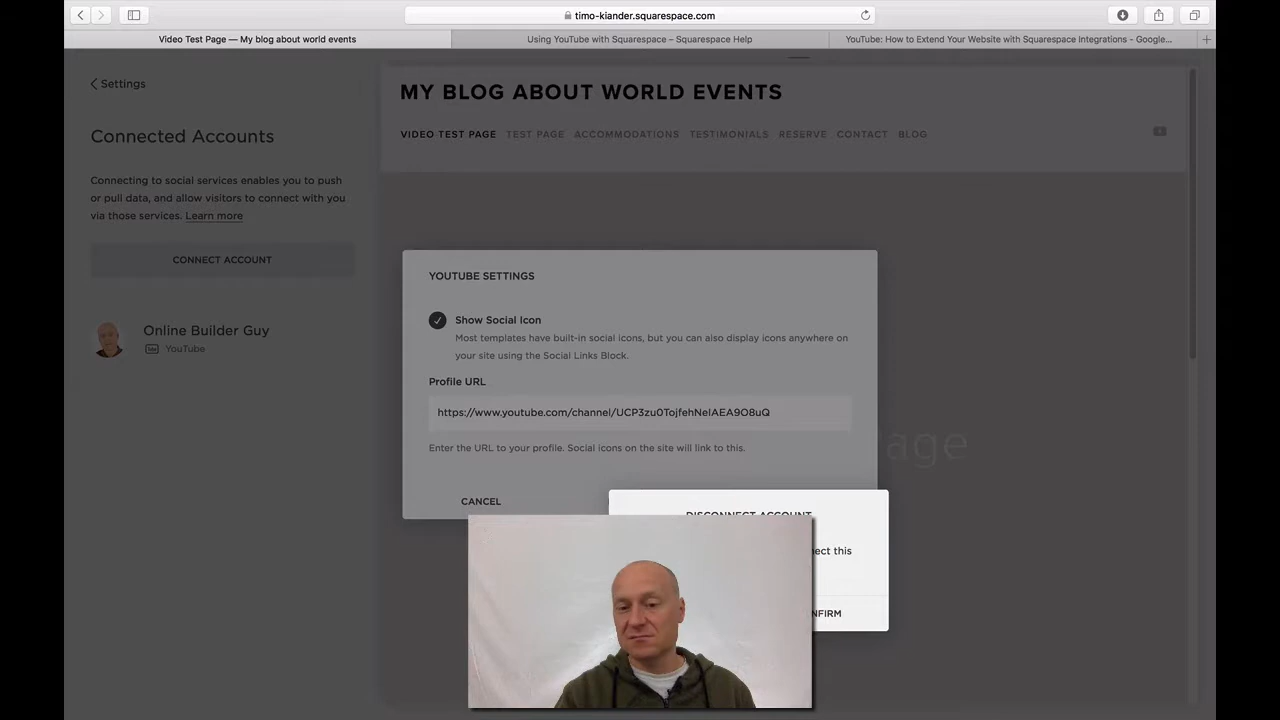 timo-kiander.squarespace.com
Video Test Page — My blog about world events
Using YouTube with Squarespace – Squarespace Help
YouTube: How to Extend Your Website with Squarespace Integrations - Google...
Settings
Connected Accounts
Connecting to social services enables you to push
or pull data, and allow visitors to connect with you
via those services. Learn more
CONNECT ACCOUNT
Online Builder Guy
YouTube
MY BLOG ABOUT WORLD EVENTS
VIDEO TEST PAGE TEST PAGE ACCOMMODATIONS TESTIMONIALS RESERVE CONTACT BLOG
YOUTUBE SETTINGS
Show Social Icon
Most templates have built-in social icons, but you can also display icons anywhere on
your site using the Social Links Block.
Profile URL
https://www.youtube.com/channel/UCP3zu0TojfehNeIAEA9O8uQ
Enter the URL to your profile. Social icons on the site will link to this.
age
CANCEL
DISCONNECT ACCOUNT
ect this
NFIRM